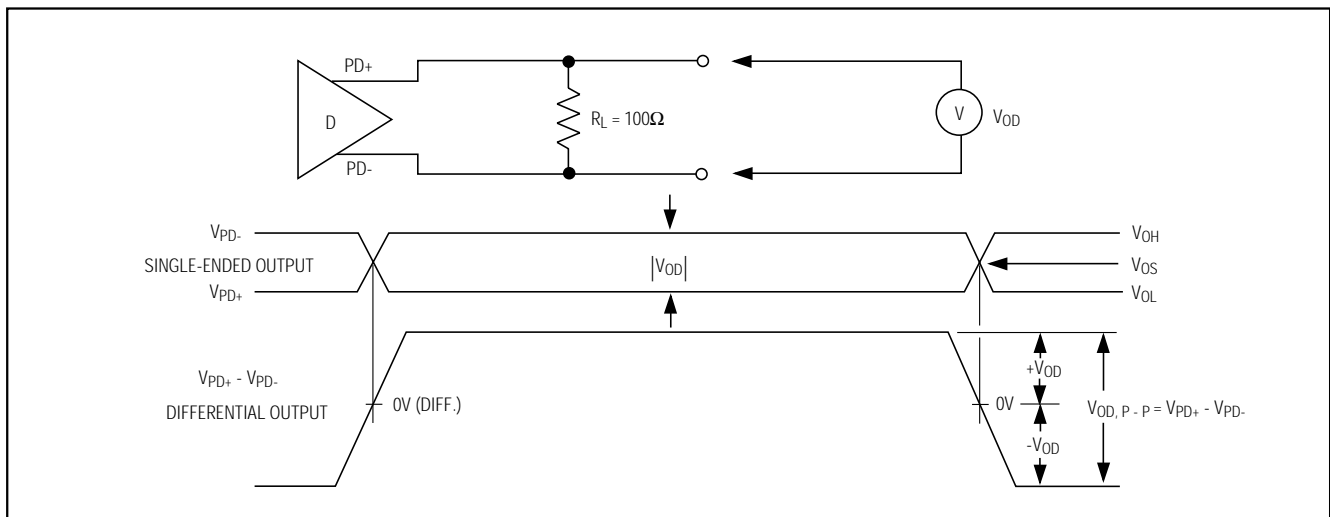 PD+
D
PD-
R_L = 100Ω
V
V_OD
V_PD-
SINGLE-ENDED OUTPUT
V_PD+
|V_OD|
V_OH
V_OS
V_OL
V_PD+ - V_PD-
DIFFERENTIAL OUTPUT
0V (DIFF.)
0V
+V_OD
-V_OD
V_OD, P - P = V_PD+ - V_PD-